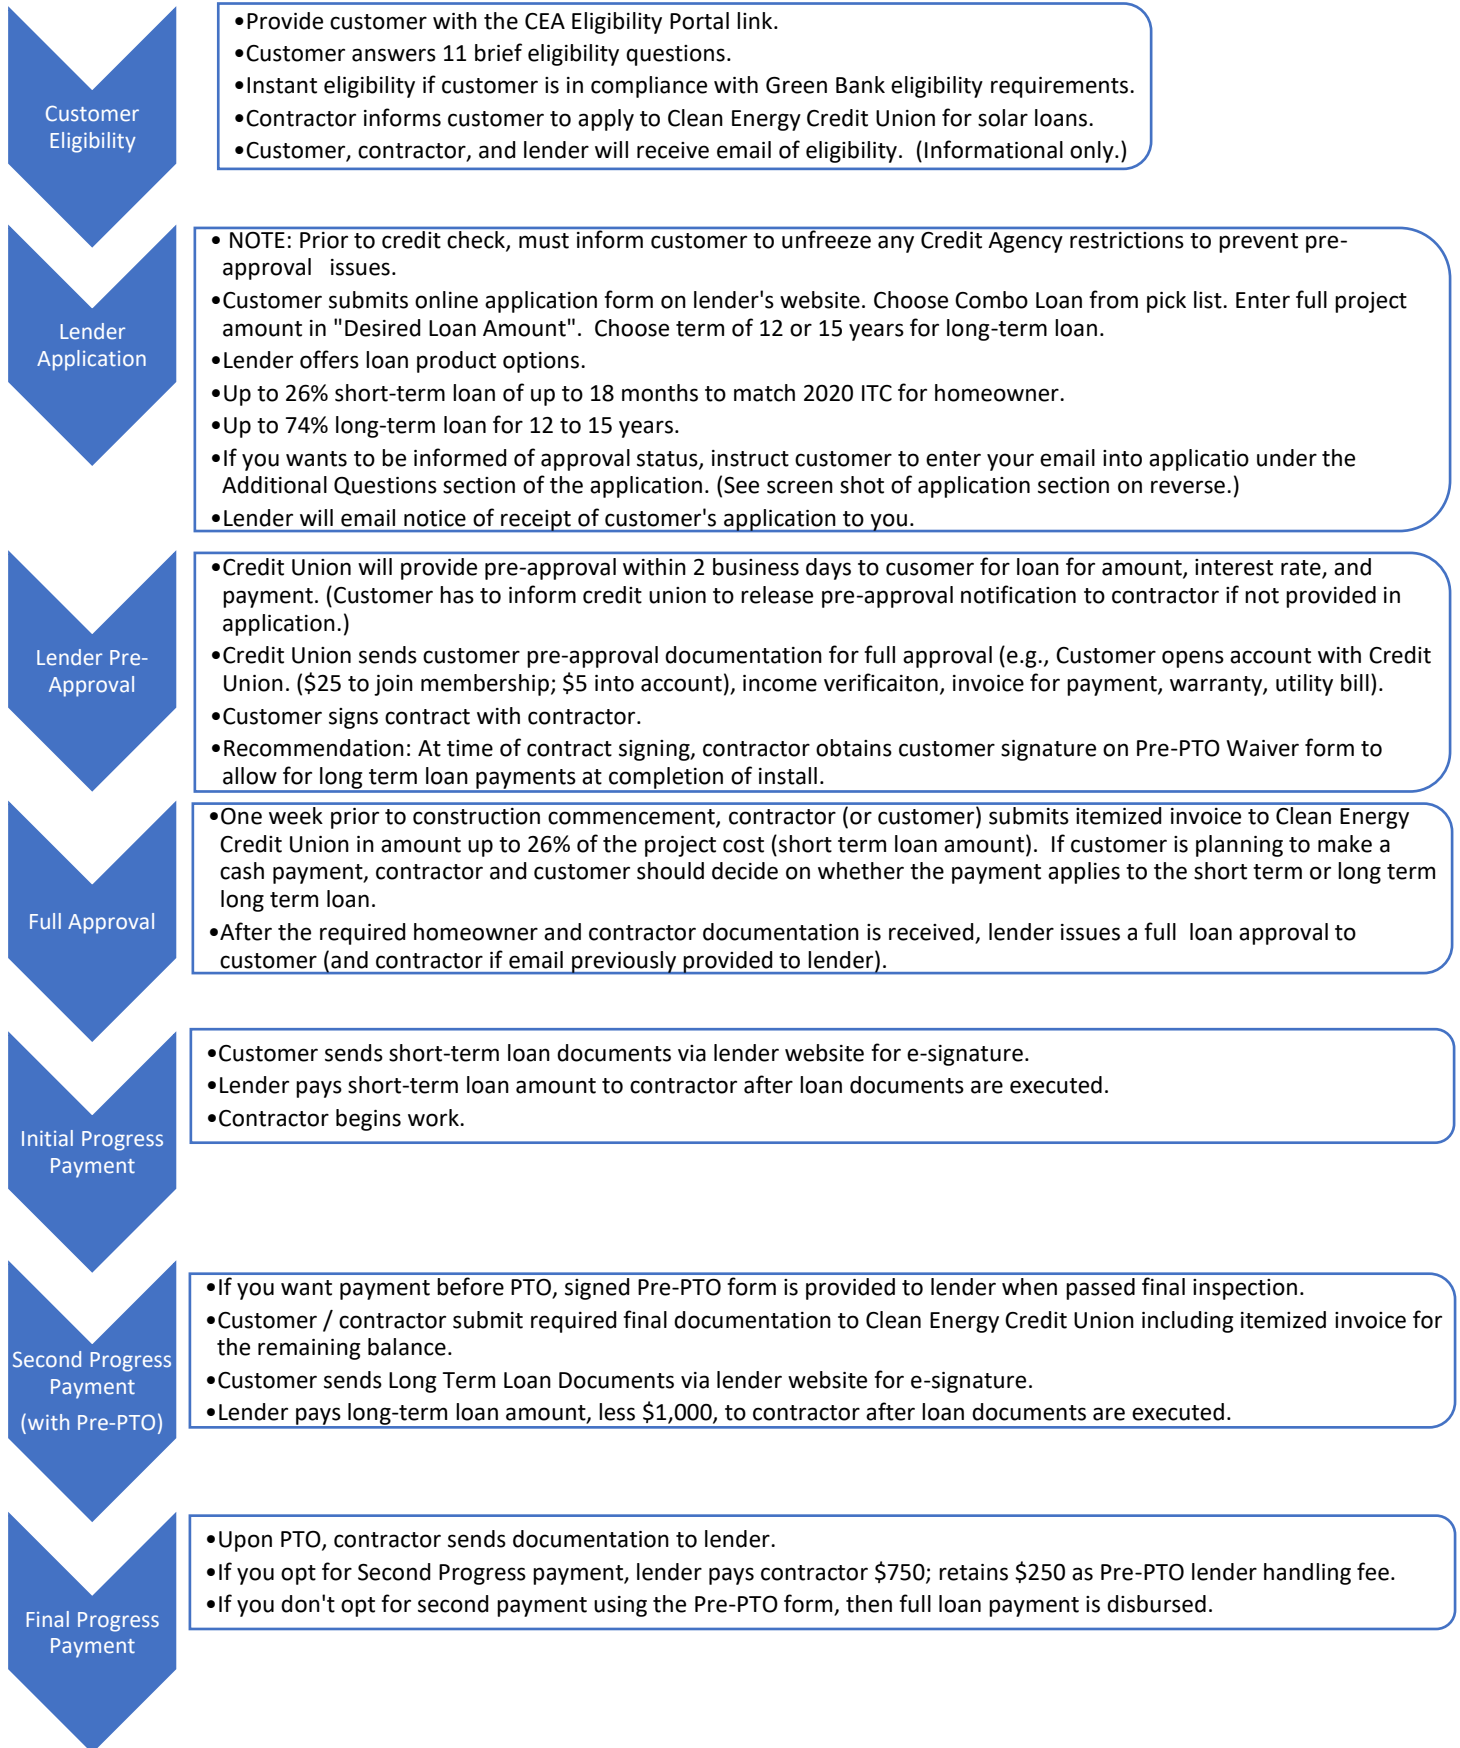 Customer
Eligibility
•Provide customer with the CEA Eligibility Portal link.
•Customer answers 11 brief eligibility questions.
•Instant eligibility if customer is in compliance with Green Bank eligibility requirements.
•Contractor informs customer to apply to Clean Energy Credit Union for solar loans.
•Customer, contractor, and lender will receive email of eligibility.  (Informational only.)
Lender
Application
• NOTE: Prior to credit check, must inform customer to unfreeze any Credit Agency restrictions to prevent pre-
approval   issues.
•Customer submits online application form on lender's website. Choose Combo Loan from pick list. Enter full project
amount in "Desired Loan Amount".  Choose term of 12 or 15 years for long-term loan.
•Lender offers loan product options.
•Up to 26% short-term loan of up to 18 months to match 2020 ITC for homeowner.
•Up to 74% long-term loan for 12 to 15 years.
•If you wants to be informed of approval status, instruct customer to enter your email into applicatio under the
Additional Questions section of the application. (See screen shot of application section on reverse.)
•Lender will email notice of receipt of customer's application to you.
Lender Pre-
Approval
•Credit Union will provide pre-approval within 2 business days to cusomer for loan for amount, interest rate, and
payment. (Customer has to inform credit union to release pre-approval notification to contractor if not provided in
application.)
•Credit Union sends customer pre-approval documentation for full approval (e.g., Customer opens account with Credit
Union. ($25 to join membership; $5 into account), income verificaiton, invoice for payment, warranty, utility bill).
•Customer signs contract with contractor.
•Recommendation: At time of contract signing, contractor obtains customer signature on Pre-PTO Waiver form to
allow for long term loan payments at completion of install.
Full Approval
•One week prior to construction commencement, contractor (or customer) submits itemized invoice to Clean Energy
Credit Union in amount up to 26% of the project cost (short term loan amount).  If customer is planning to make a
cash payment, contractor and customer should decide on whether the payment applies to the short term or long term
long term loan.
•After the required homeowner and contractor documentation is received, lender issues a full  loan approval to
customer (and contractor if email previously provided to lender).
Initial Progress
Payment
•Customer sends short-term loan documents via lender website for e-signature.
•Lender pays short-term loan amount to contractor after loan documents are executed.
•Contractor begins work.
Second Progress
Payment
(with Pre-PTO)
•If you want payment before PTO, signed Pre-PTO form is provided to lender when passed final inspection.
•Customer / contractor submit required final documentation to Clean Energy Credit Union including itemized invoice for
the remaining balance.
•Customer sends Long Term Loan Documents via lender website for e-signature.
•Lender pays long-term loan amount, less $1,000, to contractor after loan documents are executed.
Final Progress
Payment
•Upon PTO, contractor sends documentation to lender.
•If you opt for Second Progress payment, lender pays contractor $750; retains $250 as Pre-PTO lender handling fee.
•If you don't opt for second payment using the Pre-PTO form, then full loan payment is disbursed.